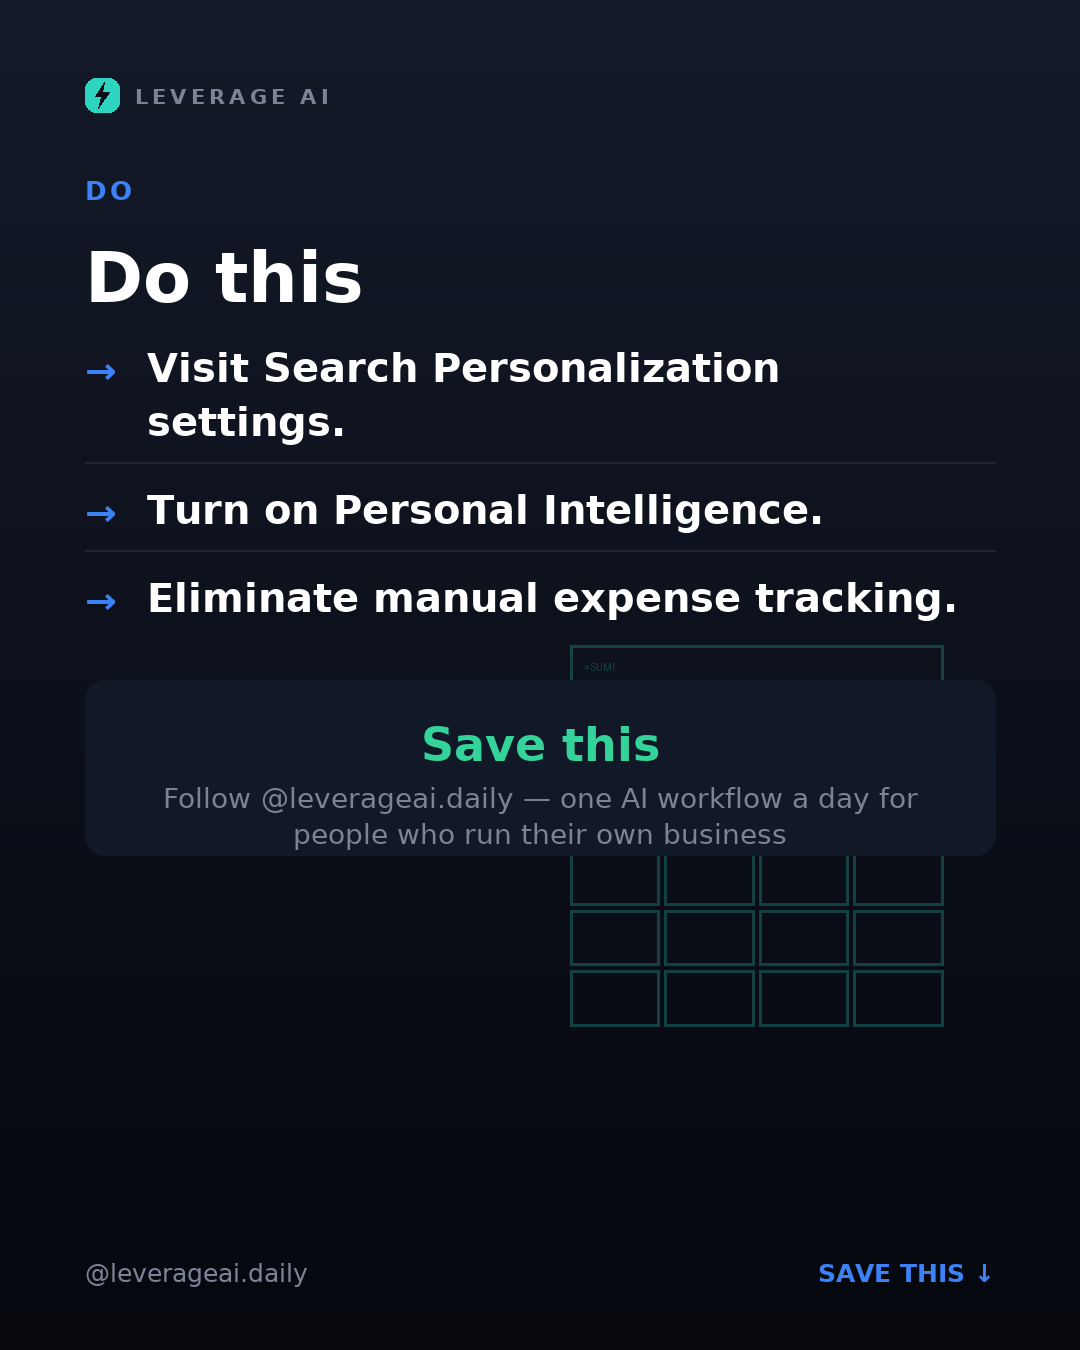 LEVERAGE AI
DO
Do this
→ Visit Search Personalization
settings.
→ Turn on Personal Intelligence.
→ Eliminate manual expense tracking.
=SUM(
Save this
Follow @leverageai.daily — one AI workflow a day for
people who run their own business
@leverageai.daily
SAVE THIS ↓